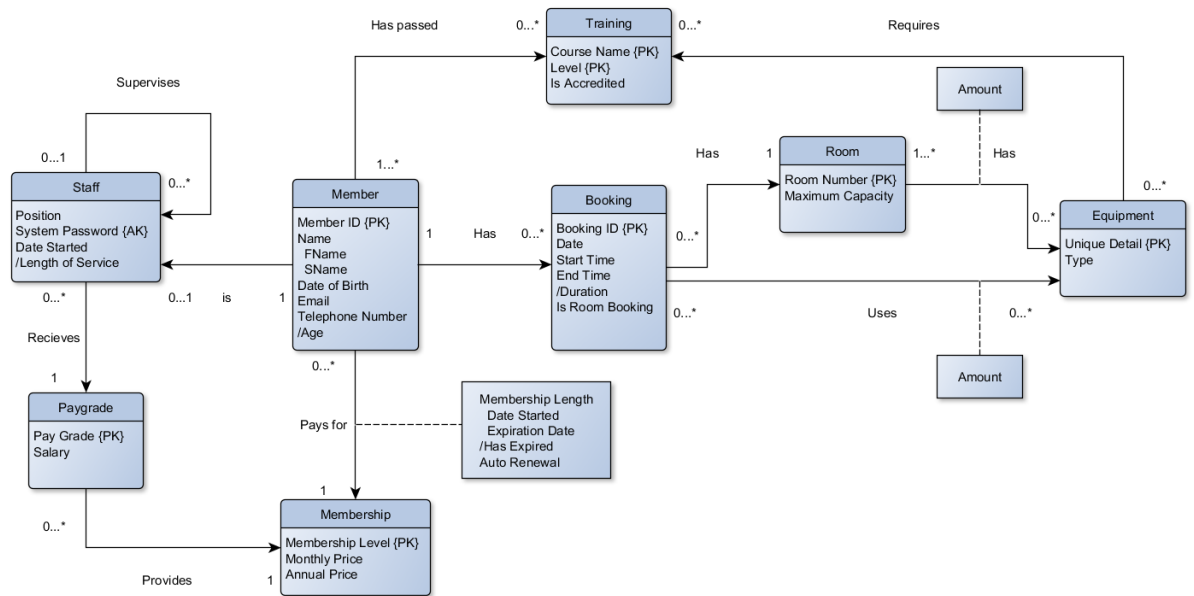 Has passed
0...*
Training
0...*
Requires
Course Name {PK}
Level {PK}
Is Accredited
Supervises
Amount
0...1
0...*
1...*
Has
1
Room
1...*
Has
Room Number {PK}
Maximum Capacity
Staff
Position
System Password {AK}
Date Started
/Length of Service
Member
Member ID {PK}
Name
FName
SName
Date of Birth
Email
Telephone Number
/Age
1
Has
0...*
Booking
Booking ID {PK}
Date
Start Time
End Time
/Duration
Is Room Booking
0...*
0...*
0...*
Equipment
Unique Detail {PK}
Type
0...*
0...1
is
1
0...*
Uses
0...*
Recieves
1
0...*
Amount
Paygrade
Pay Grade {PK}
Salary
Pays for
Membership Length
Date Started
Expiration Date
/Has Expired
Auto Renewal
1
0...*
Membership
Membership Level {PK}
Monthly Price
Annual Price
Provides
1